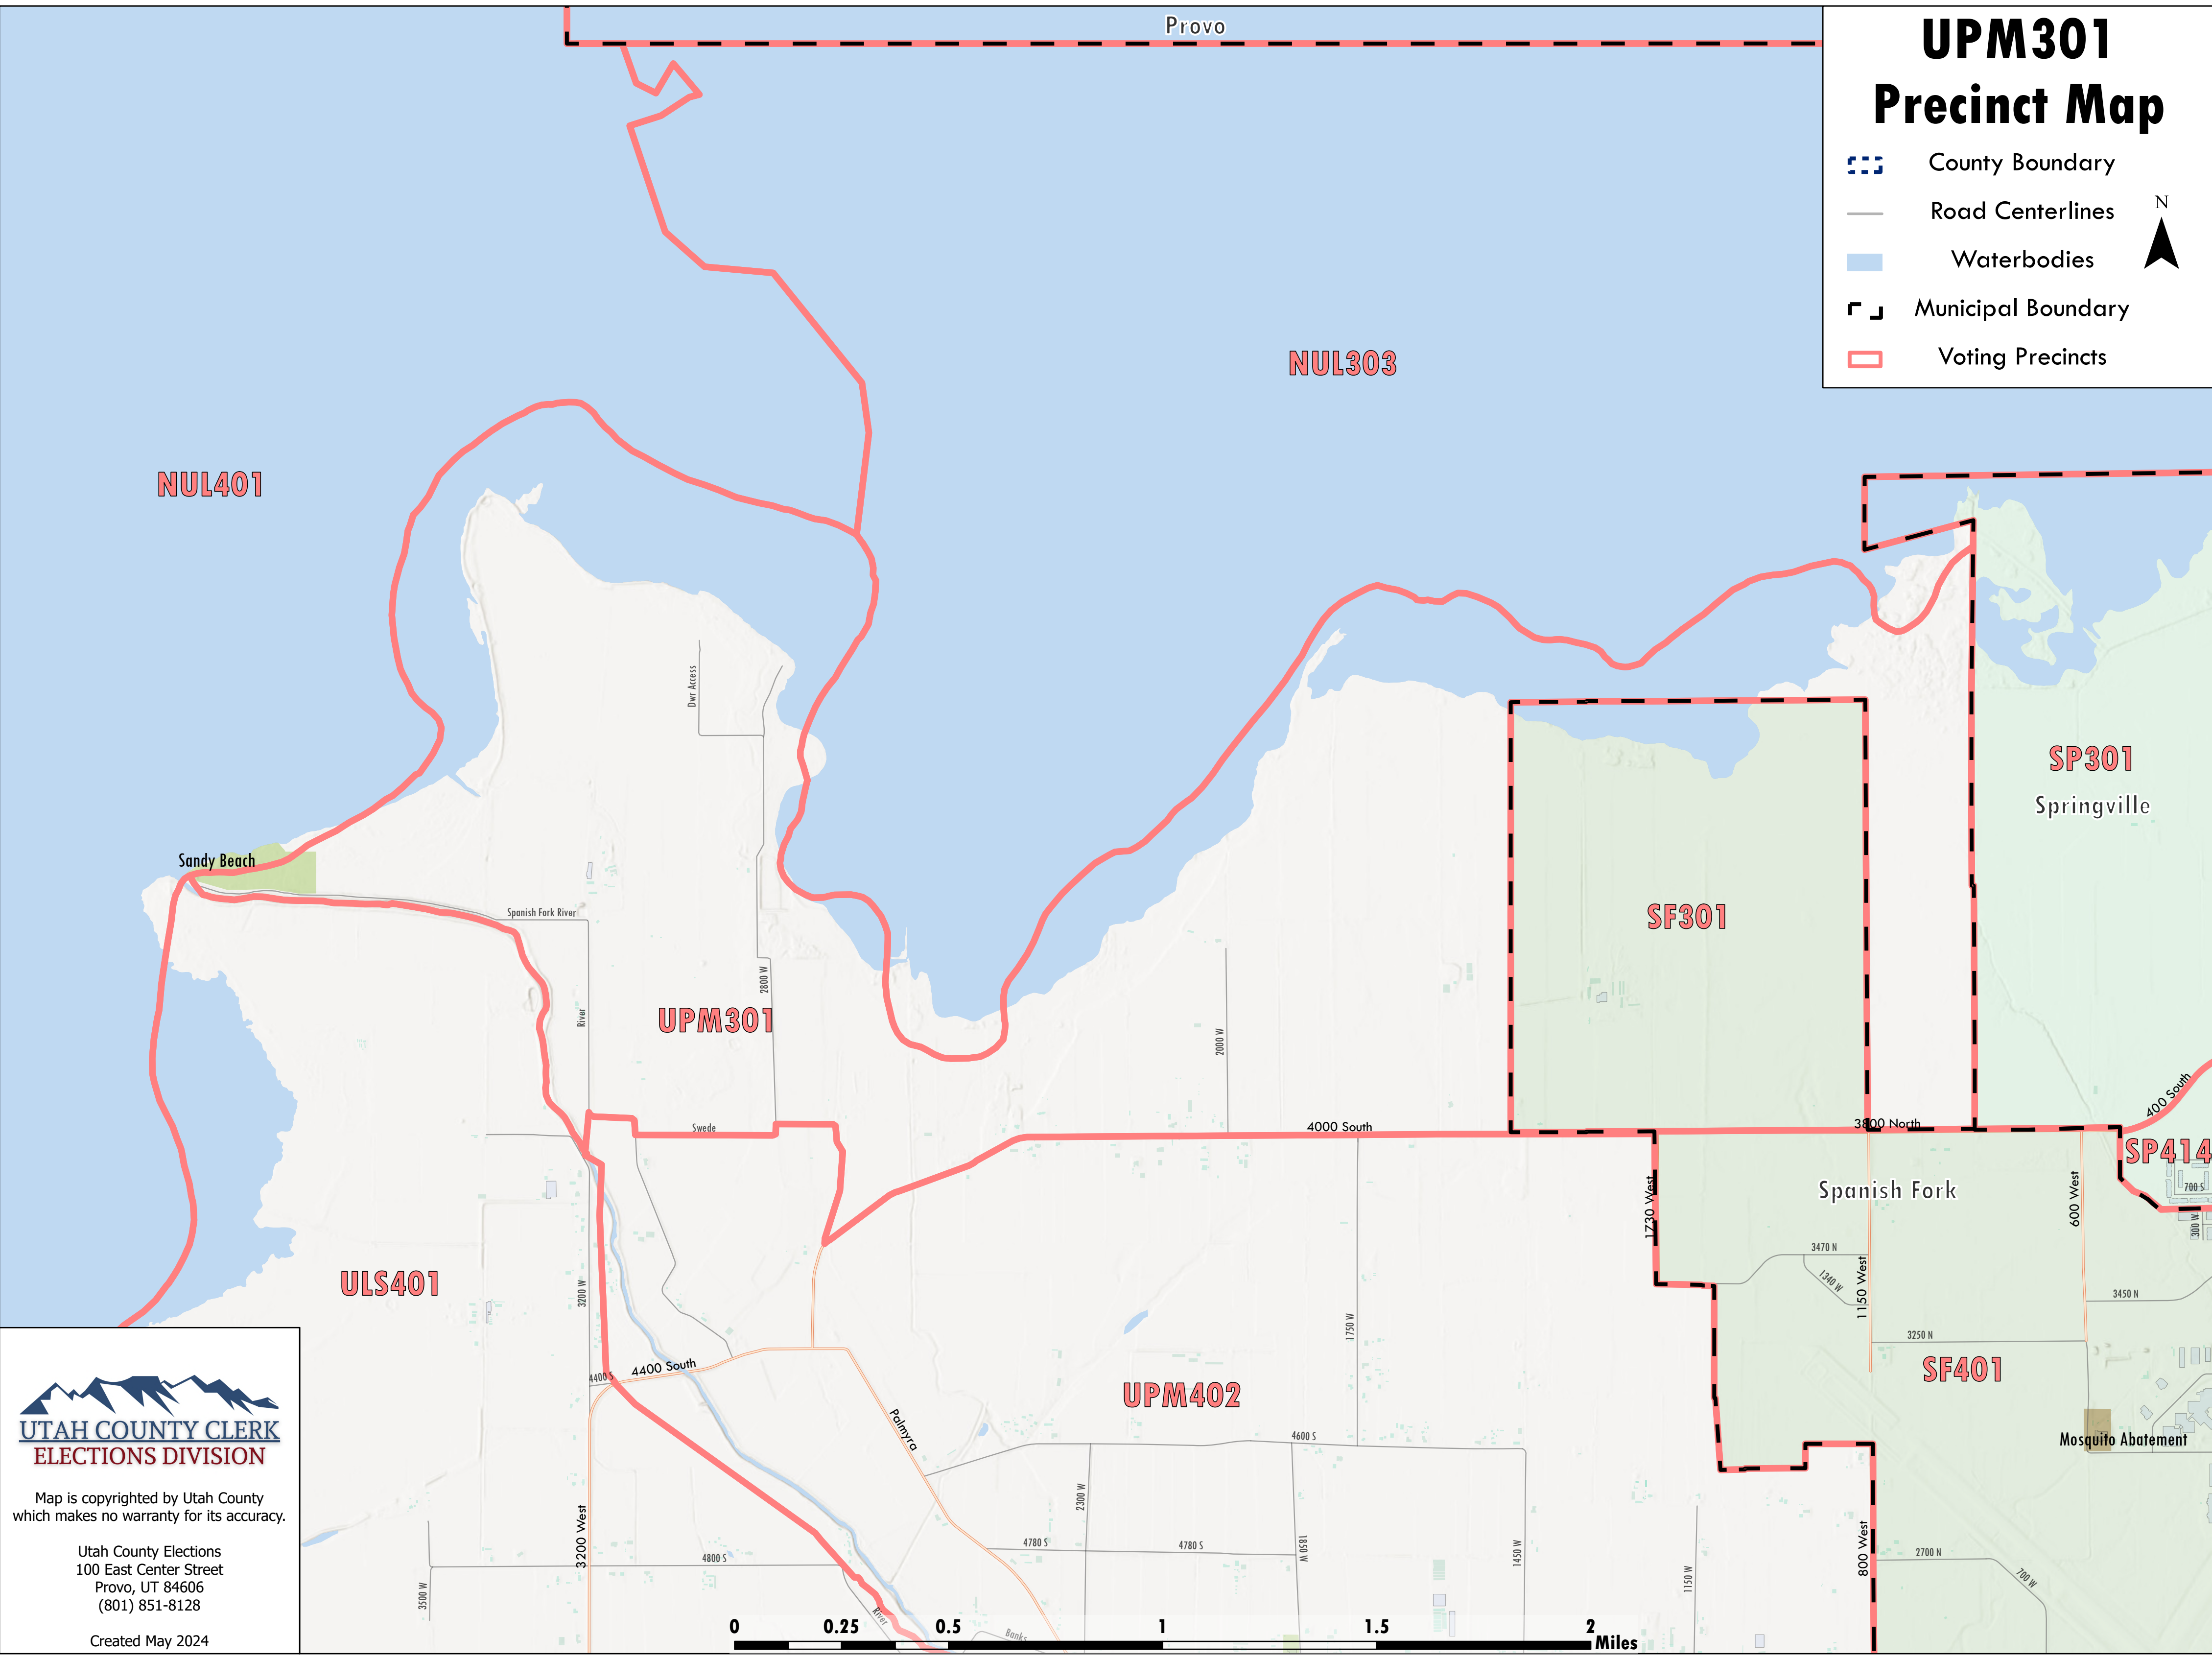 Provo
UPM301
Precinct Map
County Boundary
Road Centerlines
N
Waterbodies
Municipal Boundary
Voting Precincts
NUL303
NUL401
Dwr Access
SP301
Springville
Sandy Beach
Spanish Fork River
SF301
2800 W
River
UPM301
2000 W
400 South
Swede
4000 South
3800 North
SP414
700 S
Spanish Fork
1730 West
600 West
300 W
3470 N
1340 W
1150 West
ULS401
3200 W
3450 N
1750 W
3250 N
4400 South
4400 S
SF401
UPM402
Palmyra
4600 S
Mosquito Abatement
UTAH COUNTY CLERK
ELECTIONS DIVISION
Map is copyrighted by Utah County
which makes no warranty for its accuracy.
Utah County Elections
100 East Center Street
Provo, UT 84606
(801) 851-8128
Created May 2024
2300 W
3200 West
4780 S
4780 S
1850 W
1450 W
800 West
2700 N
4800 S
3500 W
1150 W
700 W
River
Banks
0 0.25 0.5 1 1.5 2
Miles